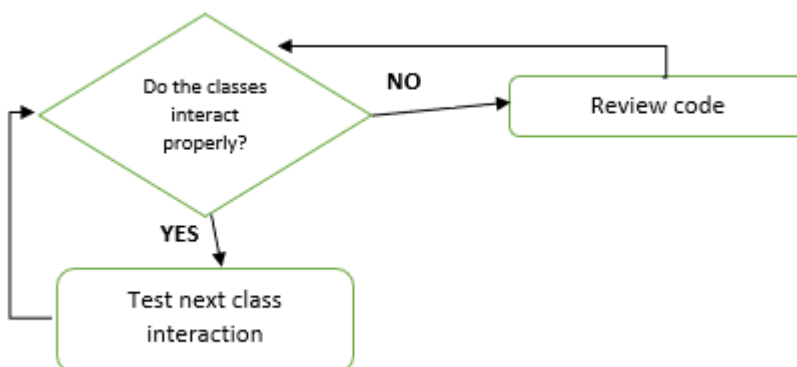 Do the classes
interact
properly?
NO
Review code
YES
Test next class
interaction